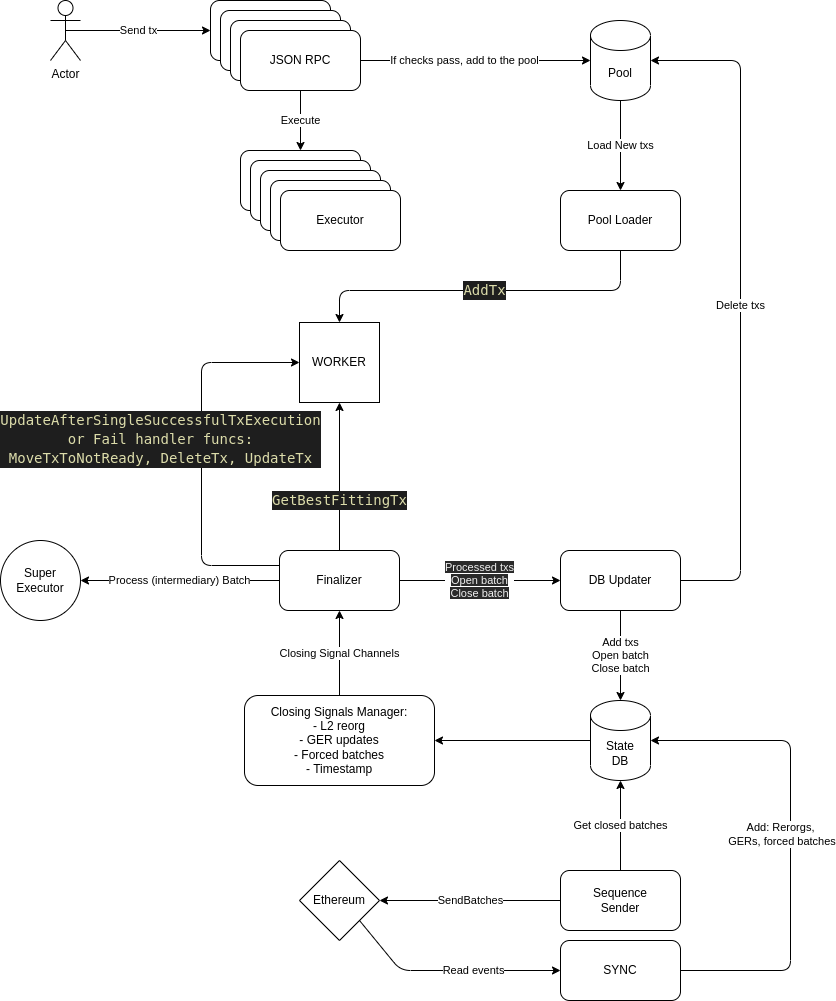 Send tx
Actor
JSON RPC
If checks pass, add to the pool
Pool
Execute
Load New txs
Executor
Pool Loader
AddTx
Delete txs
WORKER
UpdateAfterSingleSuccessfulTxExecution
or Fail handler funcs:
MoveTxToNotReady, DeleteTx, UpdateTx
GetBestFittingTx
Super
Executor
Process (intermediary) Batch
Finalizer
Processed txs
Open batch
Close batch
DB Updater
Closing Signal Channels
Add txs
Open batch
Close batch
Closing Signals Manager:
- L2 reorg
- GER updates
- Forced batches
- Timestamp
State
DB
Get closed batches
Add: Rerorgs,
GERs, forced batches
Ethereum
SendBatches
Sequence
Sender
Read events
SYNC